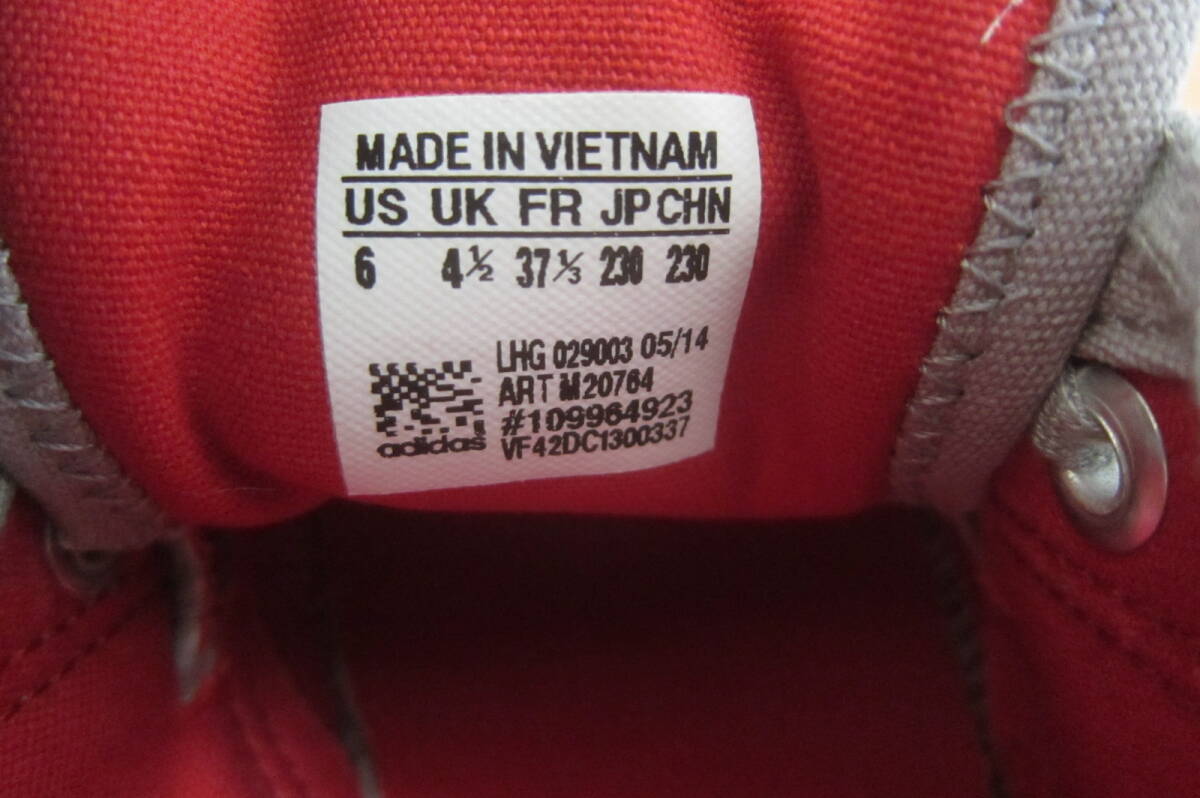 MADE IN VIETNAM
US UK FR JP CHN
6 4½ 37⅓ 230 230
LHG 029003 05/14
ART M20764
#109964923
adidas VF42DC1300337